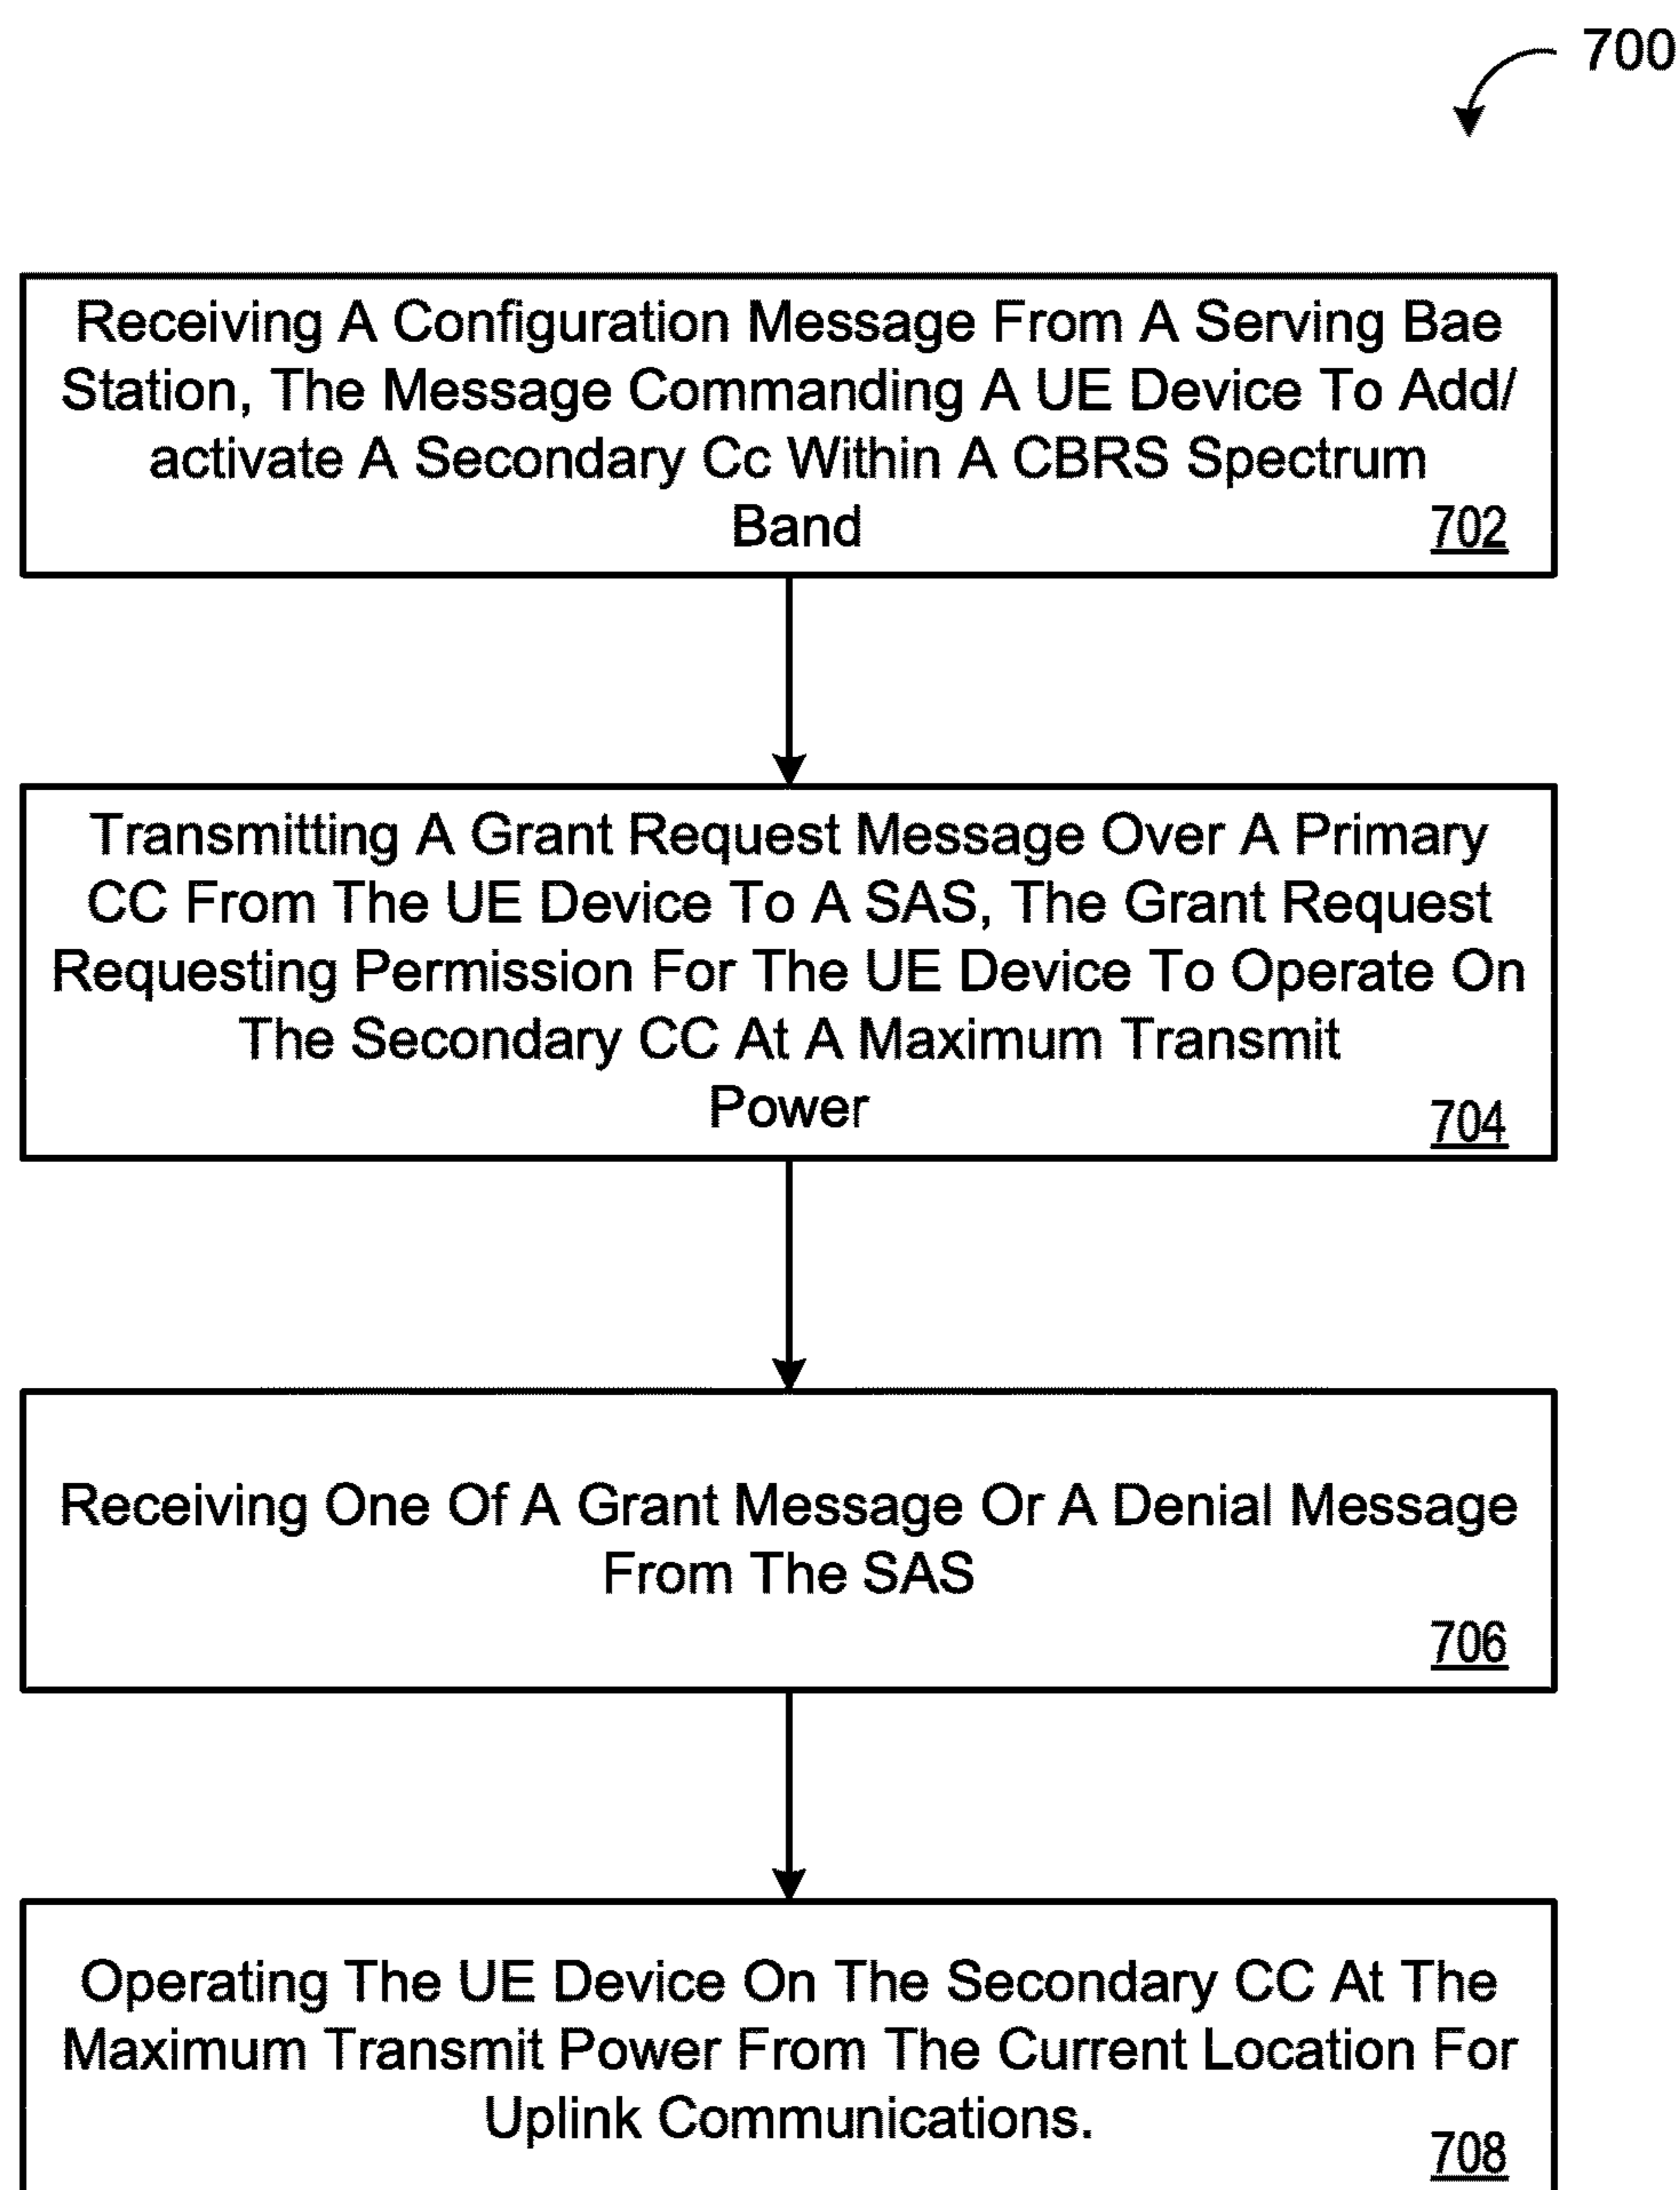 700
Receiving A Configuration Message From A Serving Bae
Station, The Message Commanding A UE Device To Add/
activate A Secondary Cc Within A CBRS Spectrum
Band
702
Transmitting A Grant Request Message Over A Primary
CC From The UE Device To A SAS, The Grant Request
Requesting Permission For The UE Device To Operate On
The Secondary CC At A Maximum Transmit
Power
704
Receiving One Of A Grant Message Or A Denial Message
From The SAS
706
Operating The UE Device On The Secondary CC At The
Maximum Transmit Power From The Current Location For
Uplink Communications.
708